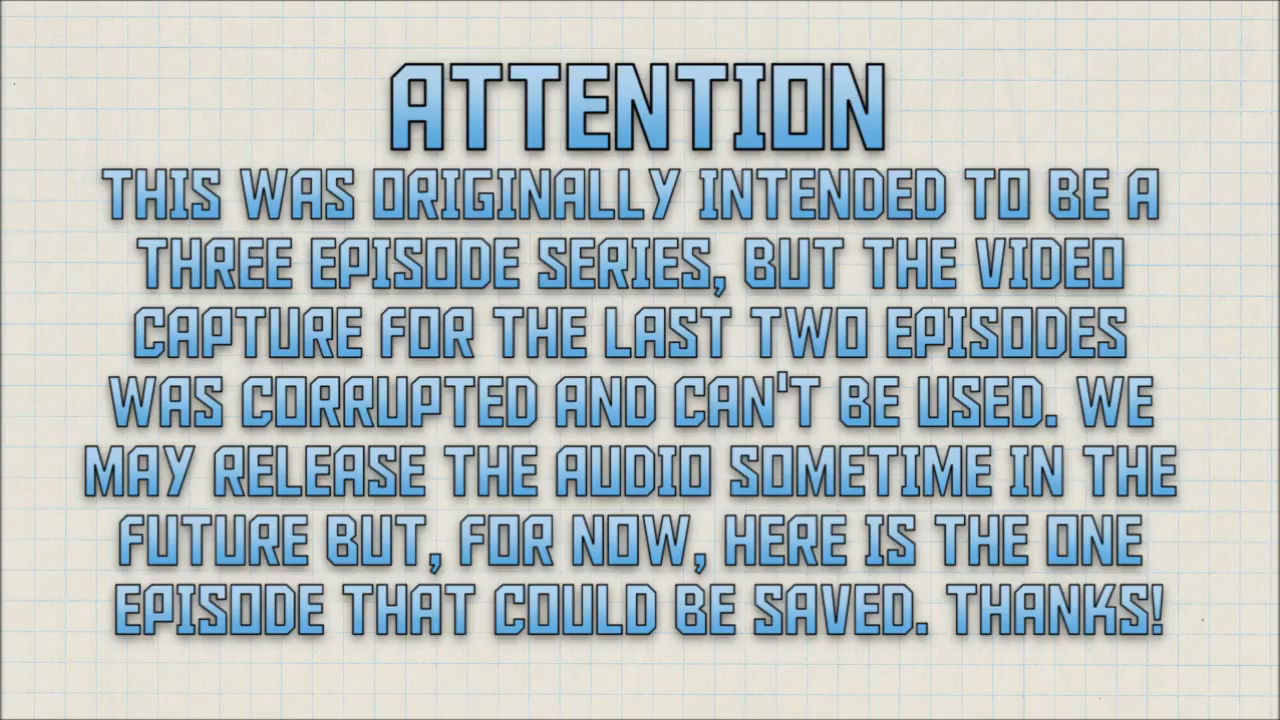 ATTENTION
THIS WAS ORIGINALLY INTENDED TO BE A
THREE EPISODE SERIES, BUT THE VIDEO
CAPTURE FOR THE LAST TWO EPISODES
WAS CORRUPTED AND CAN'T BE USED. WE
MAY RELEASE THE AUDIO SOMETIME IN THE
FUTURE BUT, FOR NOW, HERE IS THE ONE
EPISODE THAT COULD BE SAVED. THANKS!